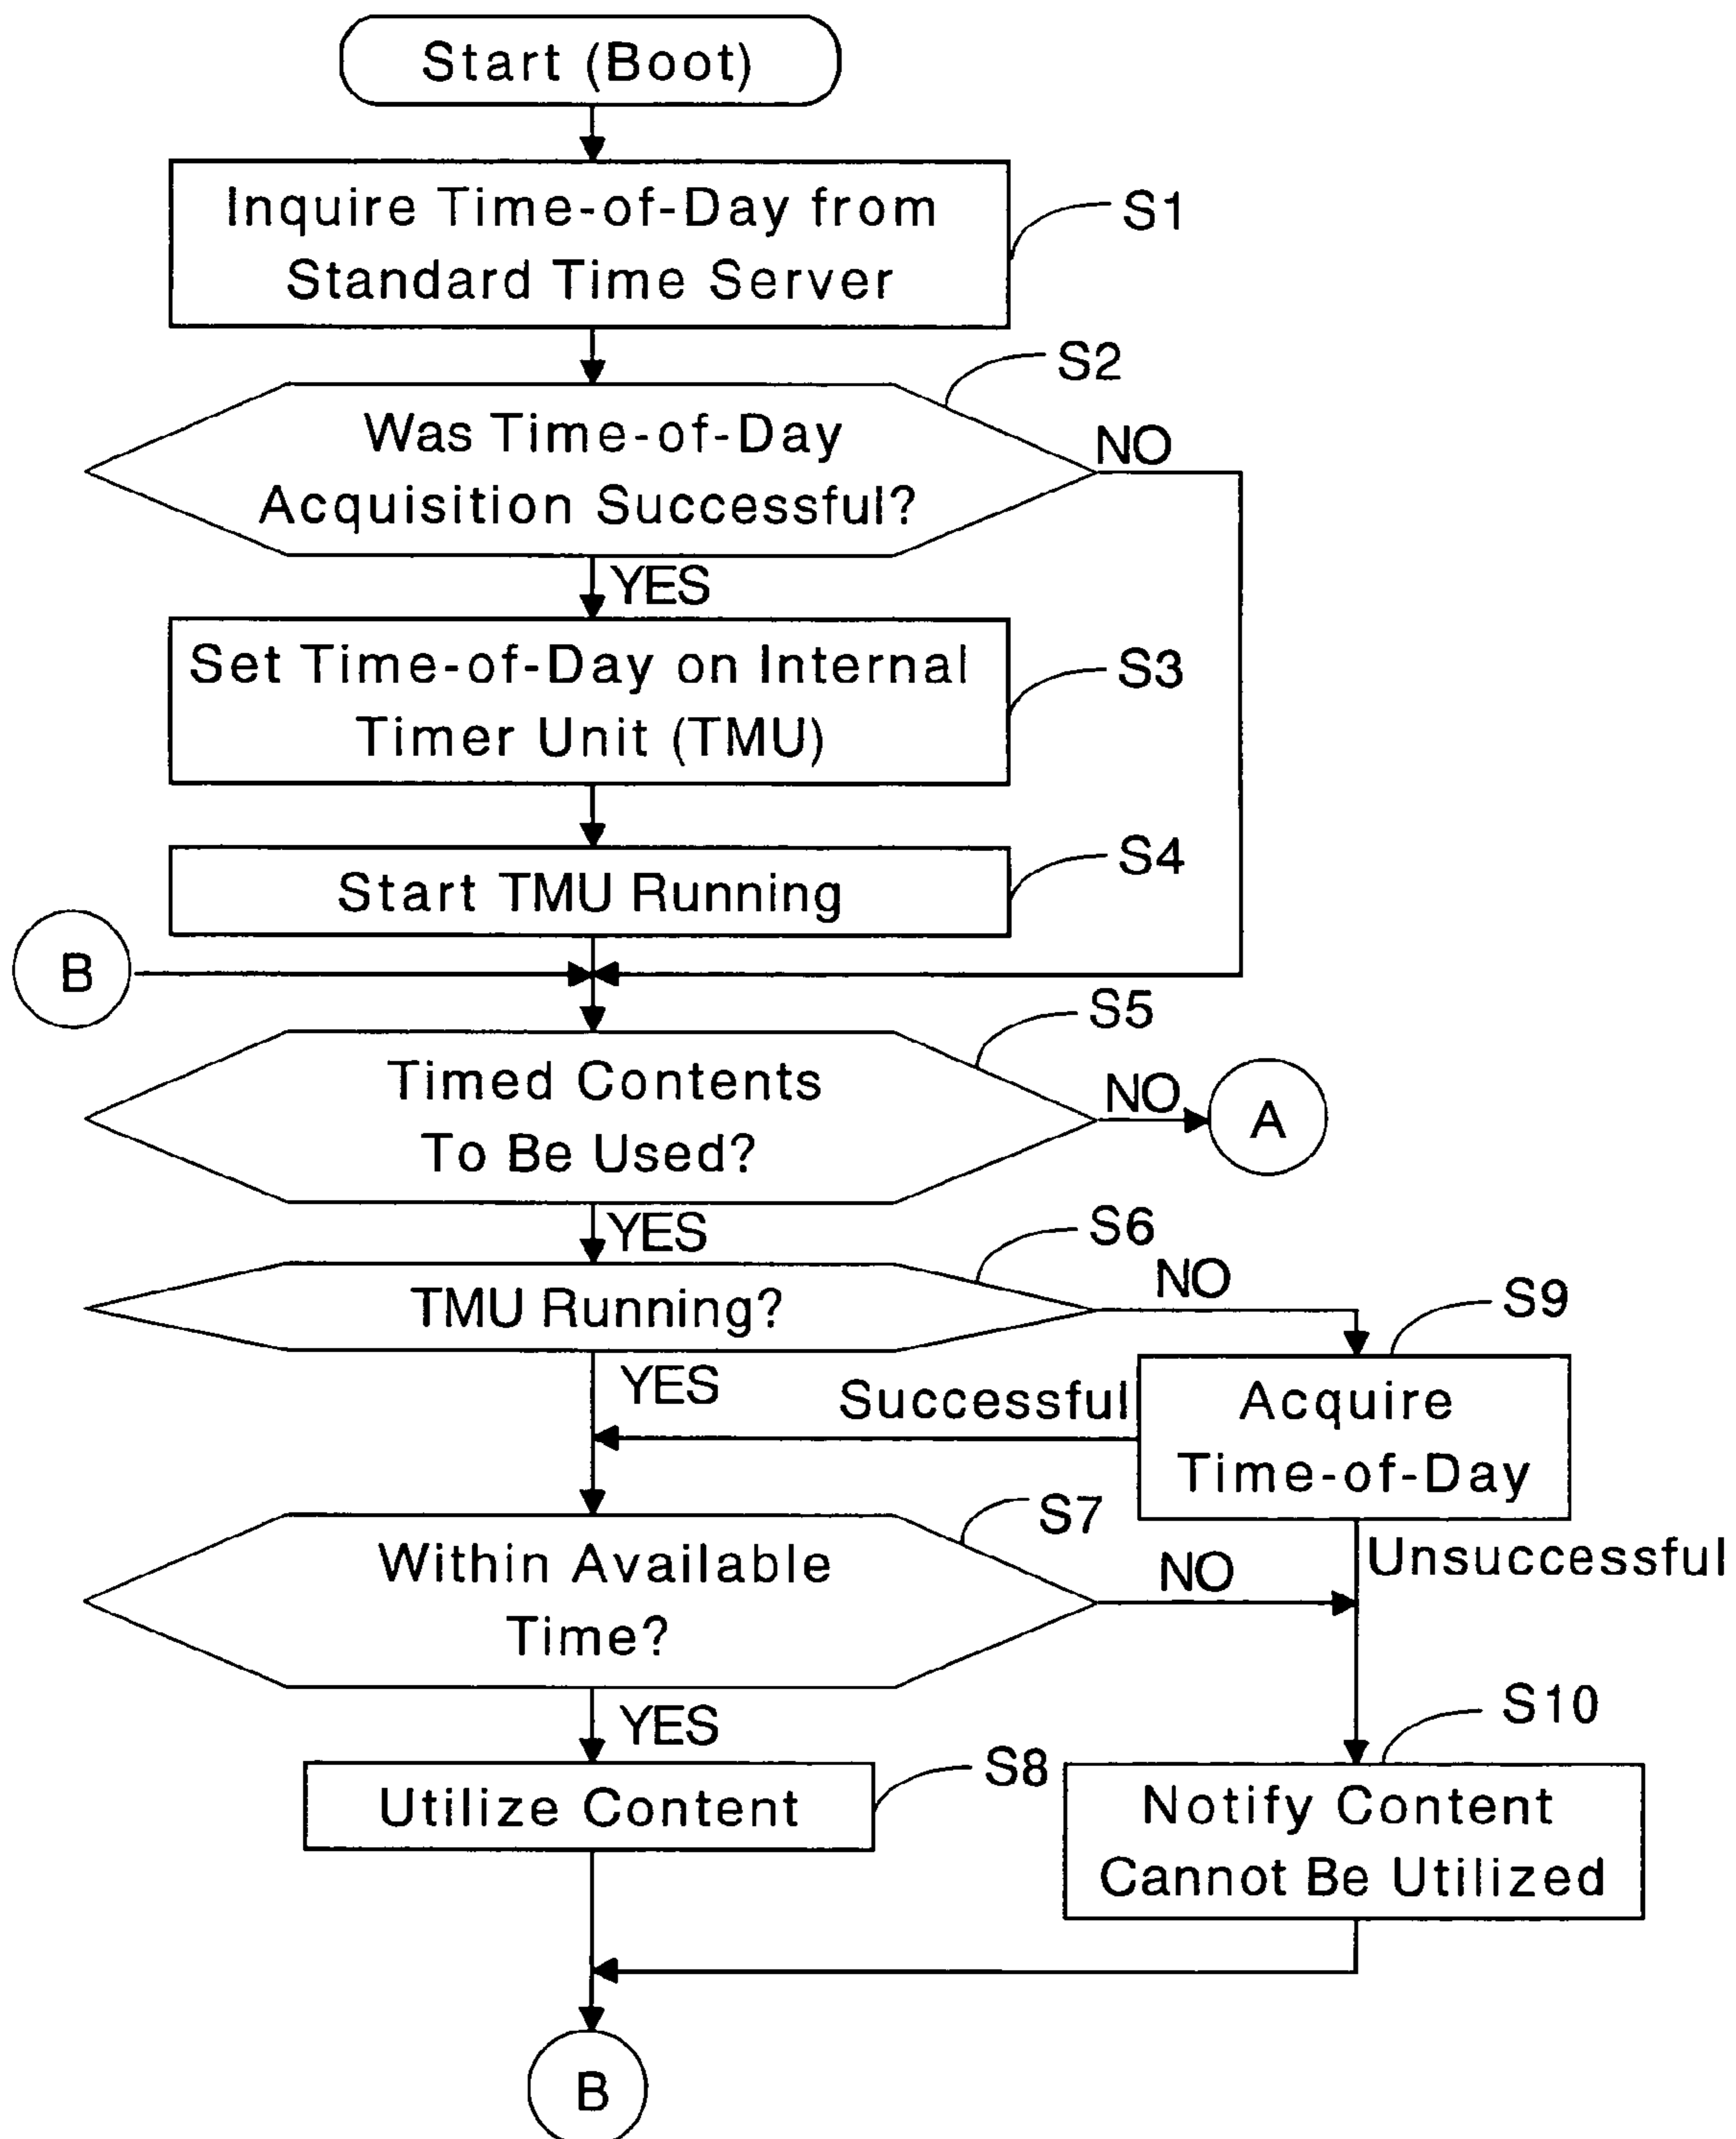 Start (Boot)
Inquire Time-of-Day from
Standard Time Server
S1
S2
Was Time-of-Day
Acquisition Successful?
NO
YES
Set Time-of-Day on Internal
Timer Unit (TMU)
S3
Start TMU Running
S4
B
S5
Timed Contents
To Be Used?
NO
A
YES
S6
TMU Running?
NO
S9
YES
Successful
Acquire
Time-of-Day
S7
Within Available
Time?
NO
Unsuccessful
YES
S10
Utilize Content
S8
Notify Content
Cannot Be Utilized
B